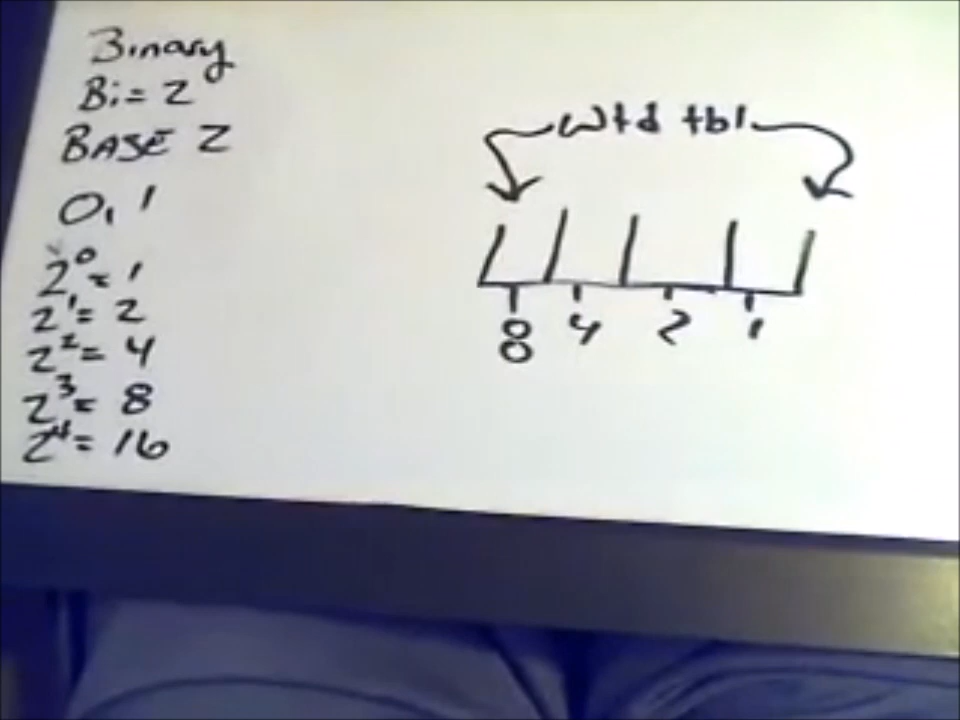 Binary
Bi = 2
BASE 2
0, 1
2⁰ = 1
2¹ = 2
2² = 4
2³ = 8
2⁴ = 16
wtd tbl
8 4 2 1